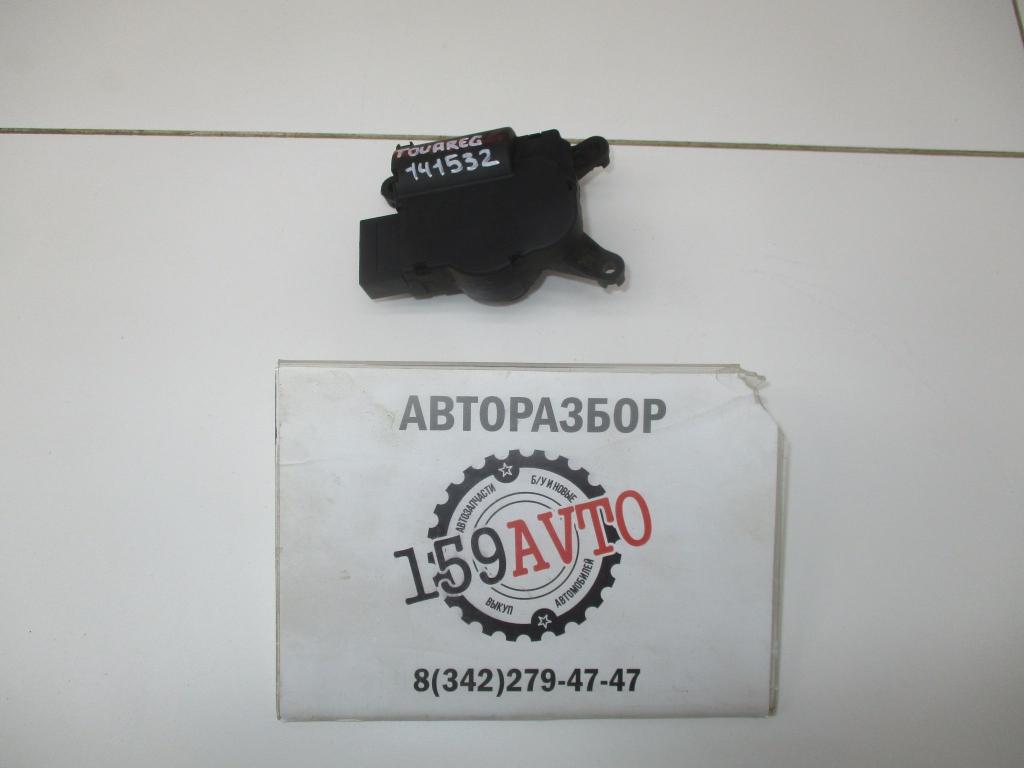 TOUAREG
141532
АВТОРАЗБОР
АВТОЗАПЧАСТИ
Б/У И НОВЫЕ
159AVTO
ВЫКУП
АВТОМОБИЛЕЙ
8(342)279-47-47